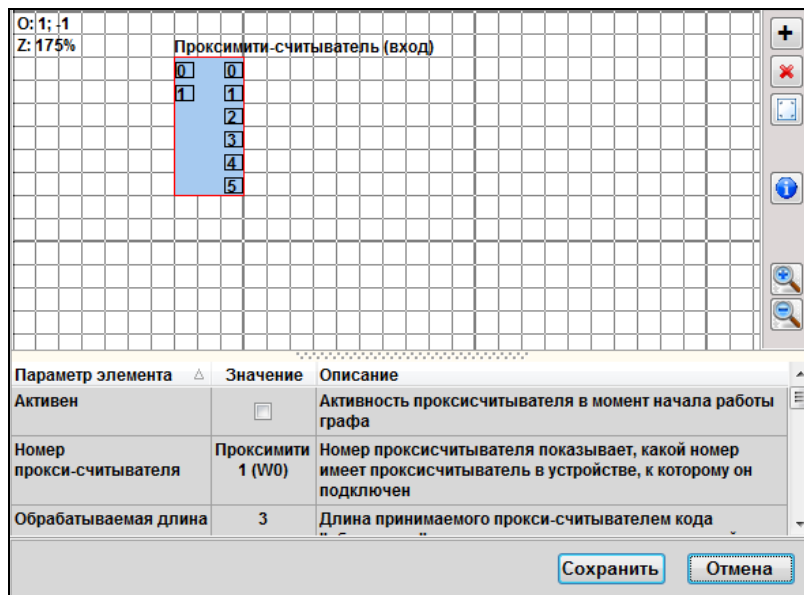 O: 1; -1
Z: 175%
Проксимити-считыватель (вход)
0 0
1 1
2
3
4
5
Параметр элемента Значение Описание
Активен Активность проксисчитывателя в момент начала работы
графа
Номер Проксимити Номер проксисчитывателя показывает, какой номер
прокси-считывателя 1 (W0) имеет проксисчитыватель в устройстве, к которому он
подключен
Обрабатываемая длина 3 Длина принимаемого прокси-считывателем кода
Сохранить Отмена